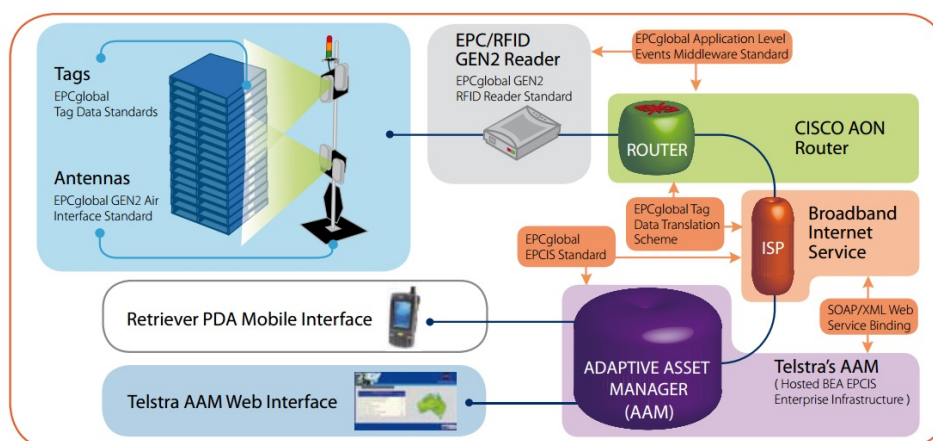 Tags
EPCglobal
Tag Data Standards
Antennas
EPCglobal GEN2 Air
Interface Standard
EPC/RFID
GEN2 Reader
EPCglobal GEN2
RFID Reader Standard
EPCglobal Application Level
Events Middleware Standard
ROUTER
CISCO AON
Router
EPCglobal Tag
Data Translation
Scheme
ISP
Broadband
Internet
Service
EPCglobal
EPCIS Standard
SOAP/XML Web
Service Binding
Retriever PDA Mobile Interface
Telstra AAM Web Interface
ADAPTIVE ASSET
MANAGER
(AAM)
Telstra's AAM
( Hosted BEA EPCIS
Enterprise Infrastructure )